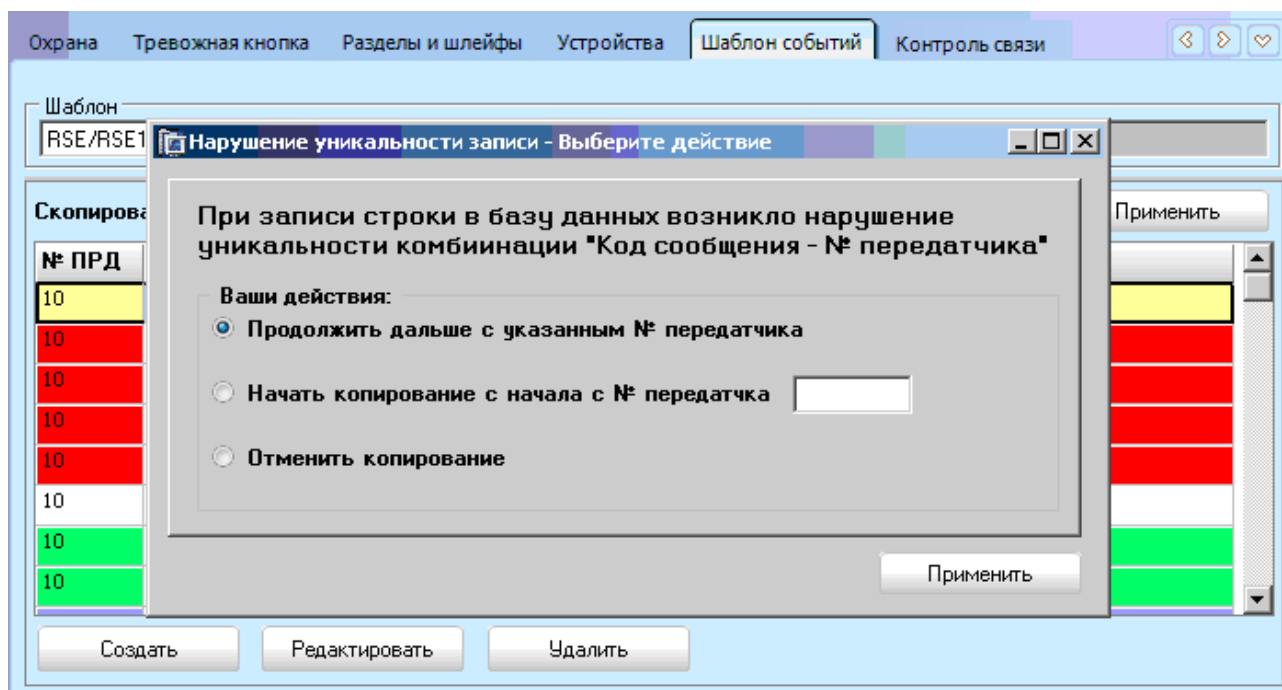 Охрана Тревожная кнопка Разделы и шлейфы Устройства Шаблон событий Контроль связи
Шаблон
RSE/RSE1
Нарушение уникальности записи - Выберите действие
Скопирова
Применить
№ ПРД
При записи строки в базу данных возникло нарушение
уникальности комбиинации "Код сообщения - № передатчика"
Ваши действия:
Продолжить дальше с указанным № передатчика
Начать копирование с начала с № передатчка
Отменить копирование
10
10
10
10
10
10
10
10
Применить
Создать Редактировать Удалить